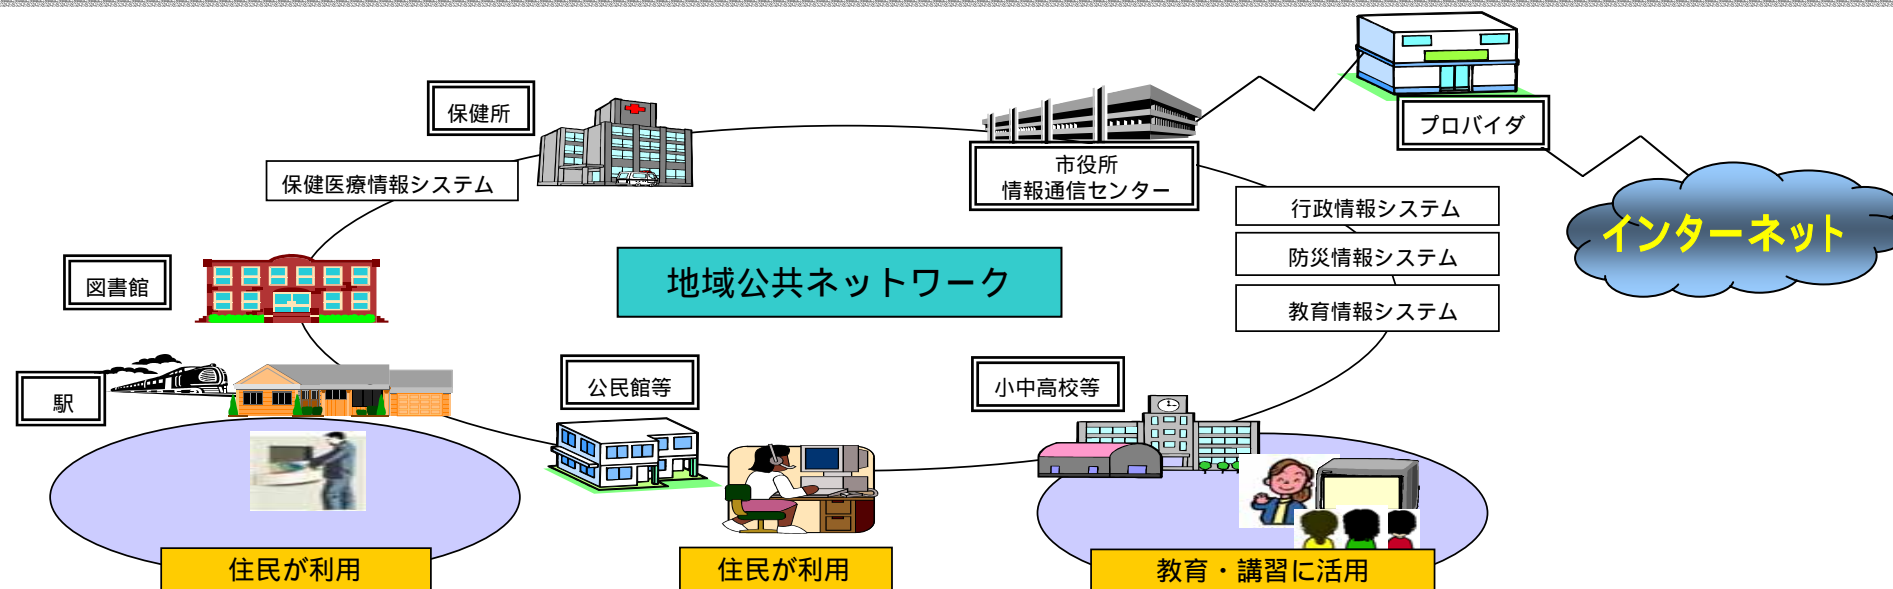 保健所
プロバイダ
市役所
情報通信センター
保健医療情報システム
行政情報システム
インターネット
防災情報システム
地域公共ネットワーク
図書館
教育情報システム
駅
公民館等
小中高校等
住民が利用
住民が利用
教育・講習に活用